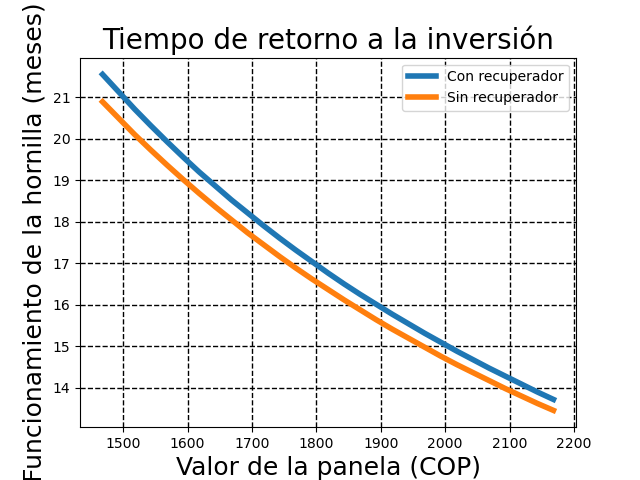 Tiempo de retorno a la inversión
Funcionamiento de la hornilla (meses)
Con recuperador
Sin recuperador
21
20
19
18
17
16
15
14
1500 1600 1700 1800 1900 2000 2100 2200
Valor de la panela (COP)